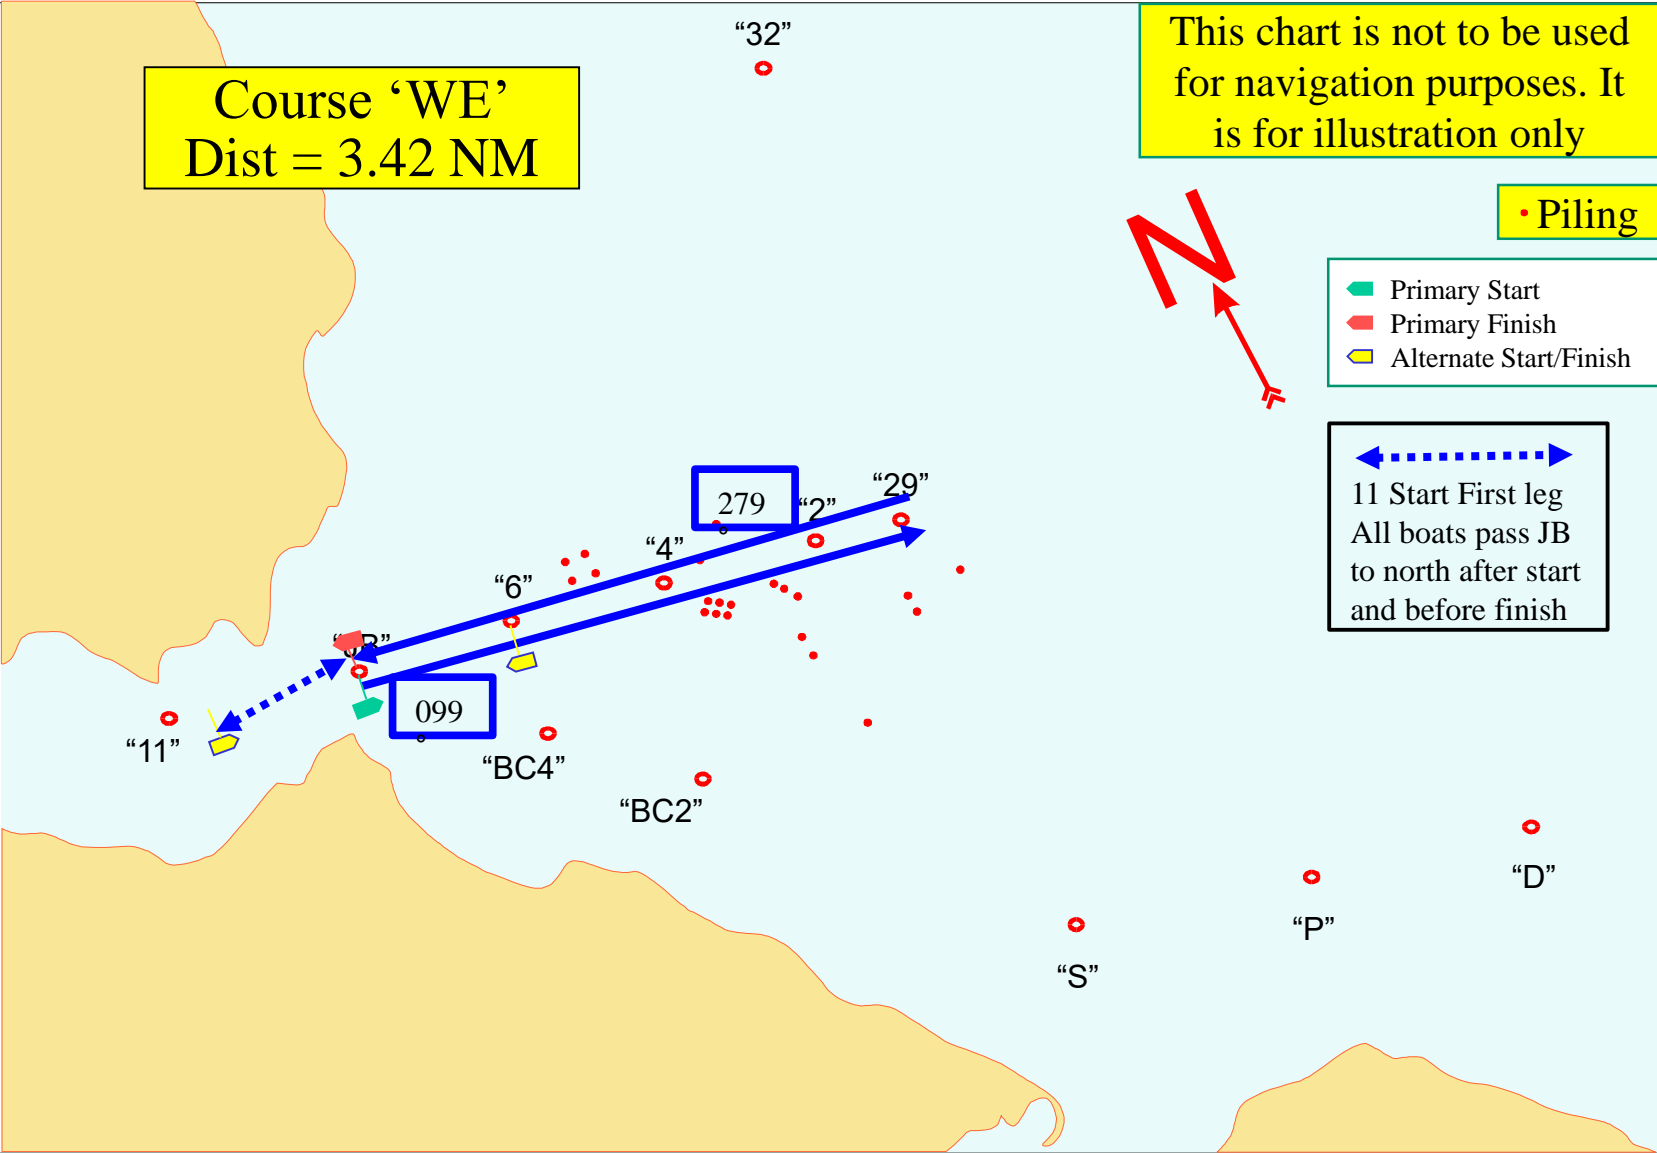 “32”
This chart is not to be used
for navigation purposes. It
is for illustration only
Course ‘WE’
Dist = 3.42 NM
N
Piling
Primary Start
Primary Finish
Alternate Start/Finish
11 Start First leg
All boats pass JB
to north after start
and before finish
279°
“2”
“29”
“4”
“6”
099°
“11”
“BC4”
“BC2”
“D”
“P”
“S”